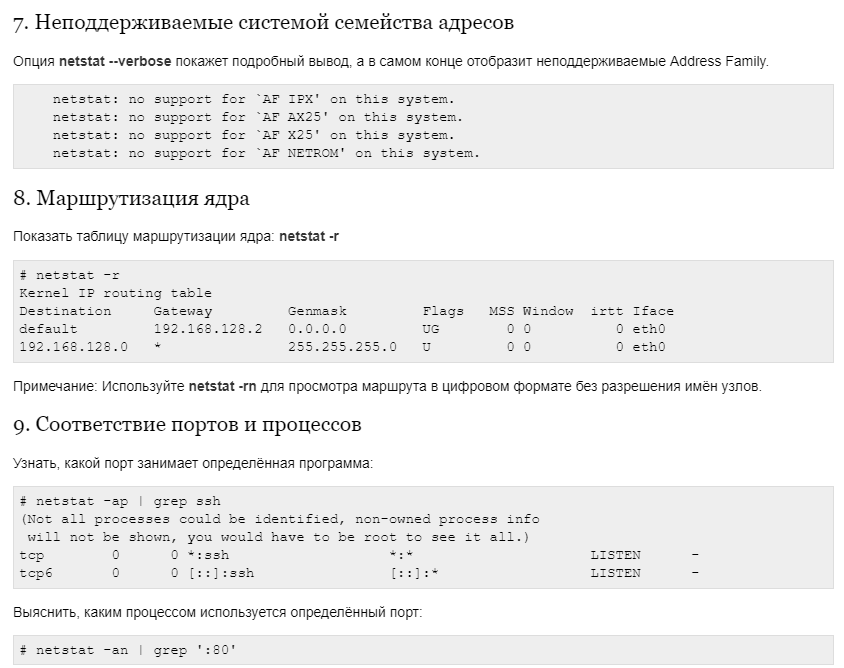 7. Неподдерживаемые системой семейства адресов
Опция netstat --verbose покажет подробный вывод, а в самом конце отобразит неподдерживаемые Address Family.
netstat: no support for `AF IPX' on this system.
netstat: no support for `AF AX25' on this system.
netstat: no support for `AF X25' on this system.
netstat: no support for `AF NETROM' on this system.
8. Маршрутизация ядра
Показать таблицу маршрутизации ядра: netstat -r
# netstat -r
Kernel IP routing table
Destination     Gateway         Genmask         Flags   MSS Window  irtt Iface
default         192.168.128.2   0.0.0.0         UG        0 0          0 eth0
192.168.128.0   *               255.255.255.0   U         0 0          0 eth0
Примечание: Используйте netstat -rn для просмотра маршрута в цифровом формате без разрешения имён узлов.
9. Соответствие портов и процессов
Узнать, какой порт занимает определённая программа:
# netstat -ap | grep ssh
(Not all processes could be identified, non-owned process info
will not be shown, you would have to be root to see it all.)
tcp        0      0 *:ssh                   *:*                     LISTEN      -
tcp6       0      0 [::]:ssh                [::]:*                  LISTEN      -
Выяснить, каким процессом используется определённый порт:
# netstat -an | grep ':80'